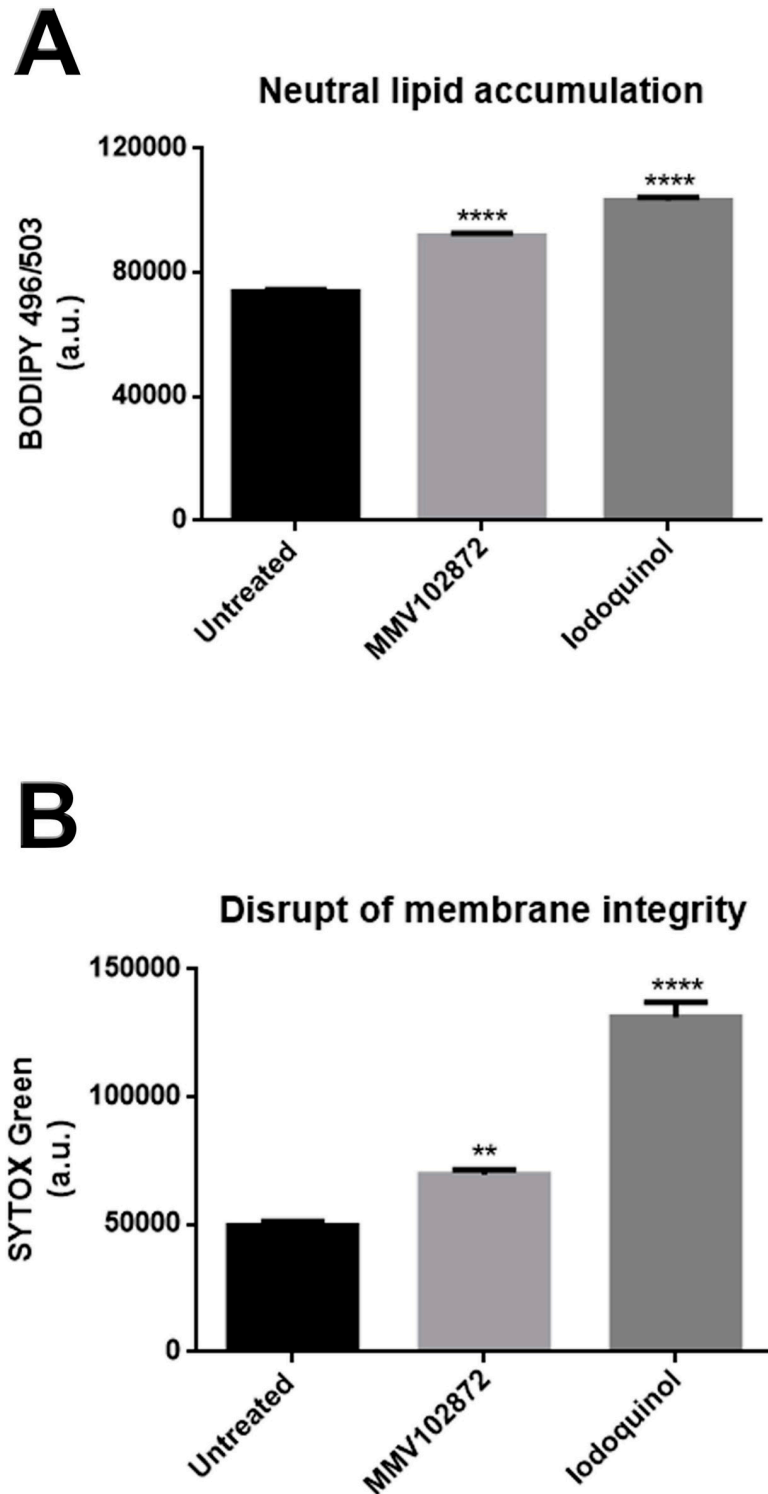 A
Neutral lipid accumulation
120000
80000
40000
0
BODIPY 496/503
(a.u.)
****
****
Untreated
MMV102872
Iodoquinol
B
Disrupt of membrane integrity
150000
100000
50000
0
SYTOX Green
(a.u.)
**
****
Untreated
MMV102872
Iodoquinol